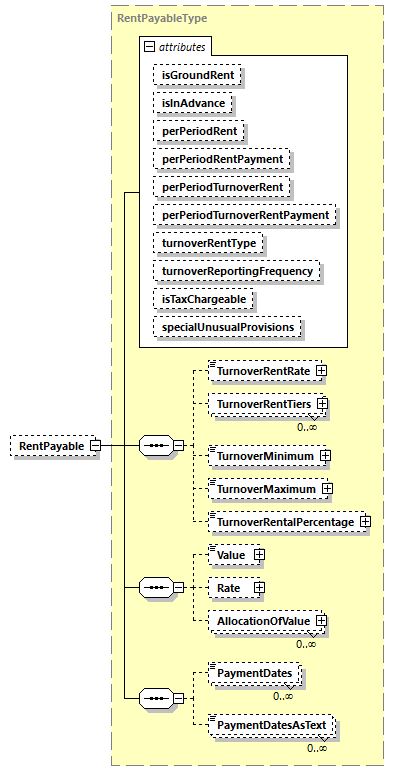 RentPayableType
attributes
isGroundRent
isInAdvance
perPeriodRent
perPeriodRentPayment
perPeriodTurnoverRent
perPeriodTurnoverRentPayment
turnoverRentType
turnoverReportingFrequency
isTaxChargeable
specialUnusualProvisions
TurnoverRentRate
TurnoverRentTiers
0..∞
RentPayable
TurnoverMinimum
TurnoverMaximum
TurnoverRentalPercentage
Value
Rate
AllocationOfValue
0..∞
PaymentDates
0..∞
PaymentDatesAsText
0..∞